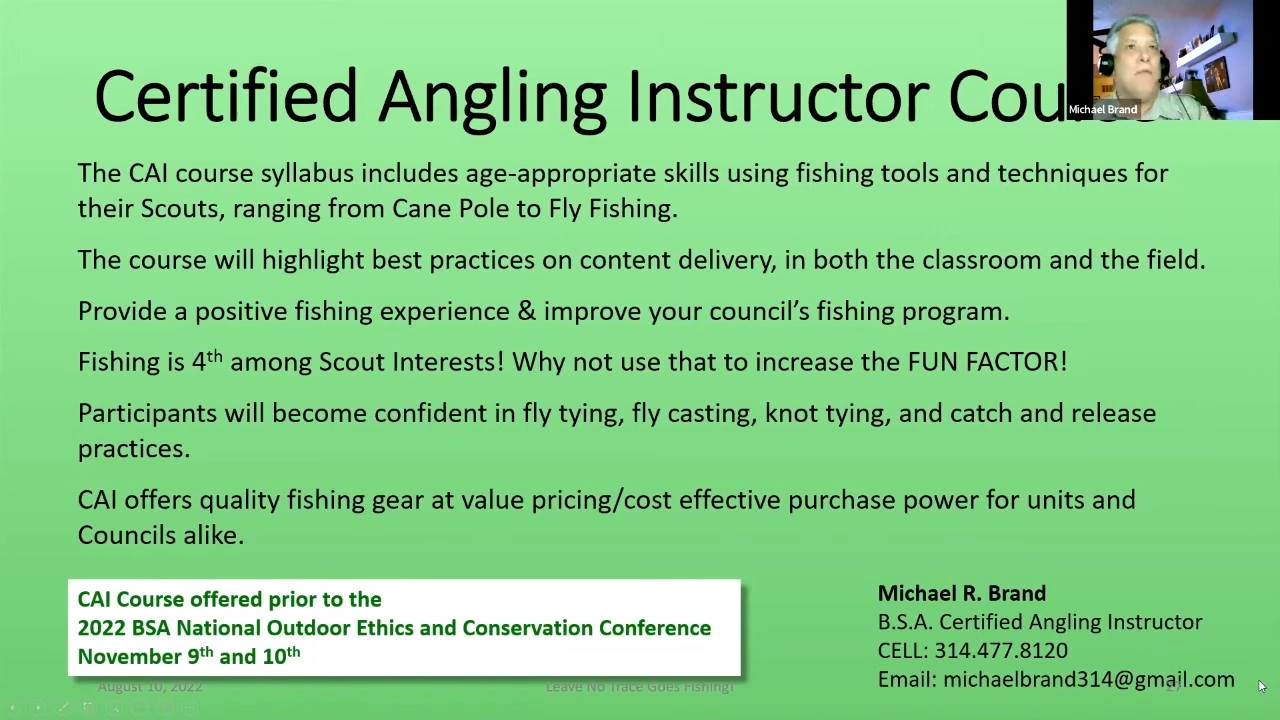 Certified Angling Instructor Cou
Michael Brand
The CAI course syllabus includes age-appropriate skills using fishing tools and techniques for
their Scouts, ranging from Cane Pole to Fly Fishing.
The course will highlight best practices on content delivery, in both the classroom and the field.
Provide a positive fishing experience & improve your council’s fishing program.
Fishing is 4th among Scout Interests! Why not use that to increase the FUN FACTOR!
Participants will become confident in fly tying, fly casting, knot tying, and catch and release
practices.
CAI offers quality fishing gear at value pricing/cost effective purchase power for units and
Councils alike.
CAI Course offered prior to the
2022 BSA National Outdoor Ethics and Conservation Conference
November 9th and 10th
Michael R. Brand
B.S.A. Certified Angling Instructor
CELL: 314.477.8120
Email: michaelbrand314@gmail.com
August 10, 2022
Leave No Trace Goes Fishing!